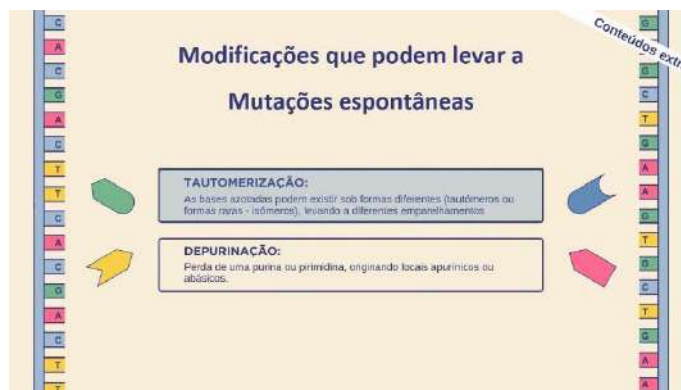 Conteúdos extr
Modificações que podem levar a
Mutações espontâneas
TAUTOMERIZAÇÃO:
As bases azotadas podem existir sob formas diferentes (tautómeros ou
formas raras - isómeros), levando a diferentes emparelhamentos
DEPURINAÇÃO:
Perda de uma purina ou pirimidina, originando locais apurínicos ou
abásicos.
C
A
C
G
A
C
T
T
C
A
C
G
A
C
T
T
G
G
C
T
G
A
A
G
T
G
C
T
G
A
A